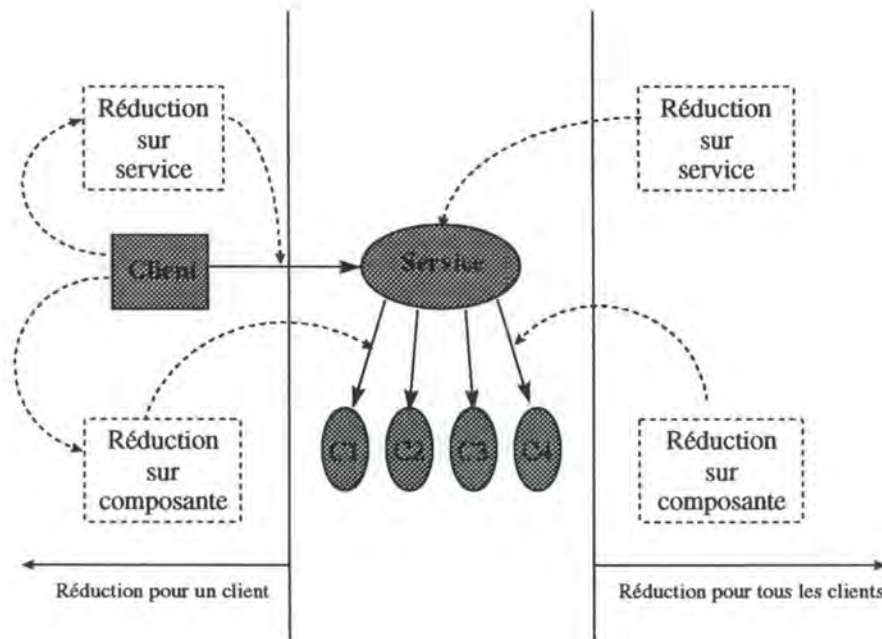 Réduction
sur
service
Réduction
sur
service
Client
Service
C1
C2
C3
C4
Réduction
sur
composante
Réduction
sur
composante
Réduction pour un client
Réduction pour tous les clients